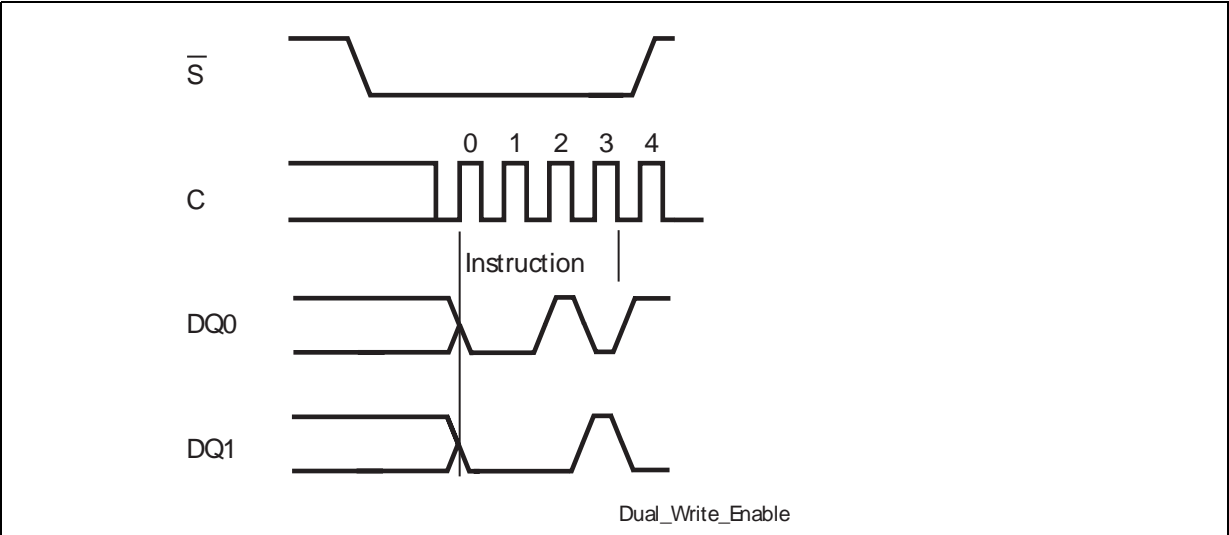 S̅
0 1 2 3 4
C
Instruction
DQ0
DQ1
Dual_Write_Enable